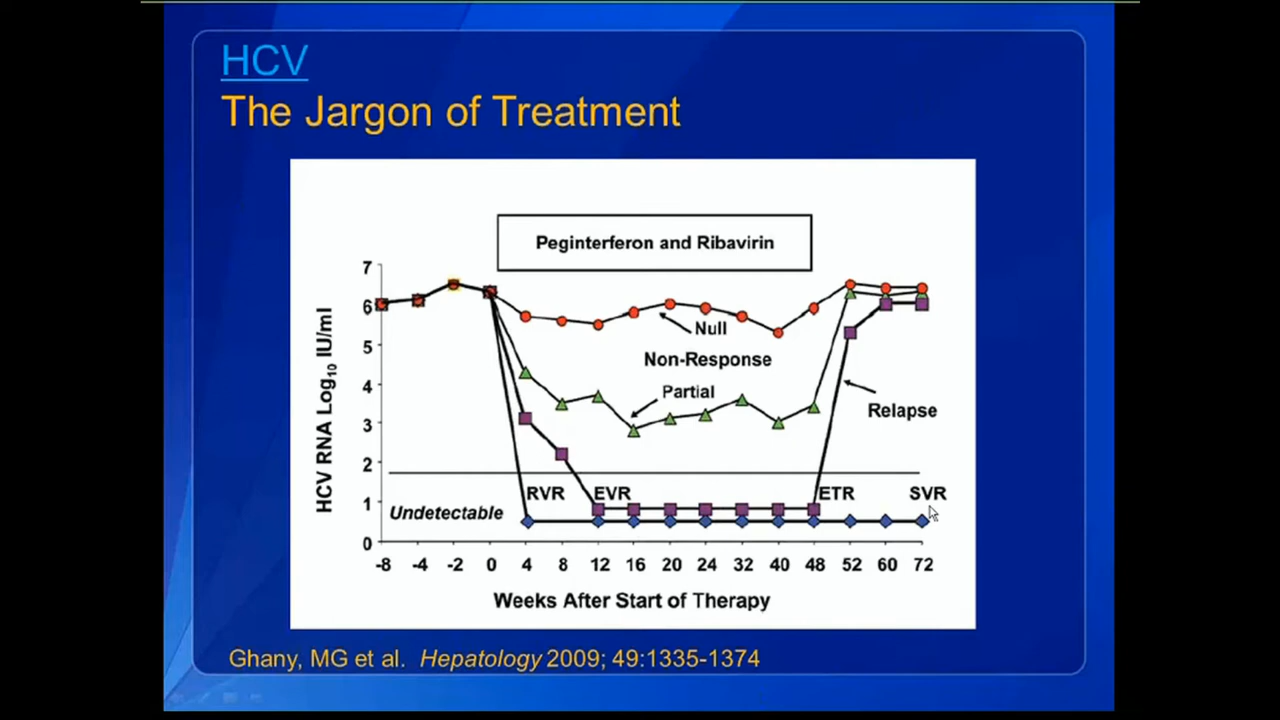 HCV
The Jargon of Treatment
Peginterferon and Ribavirin
7
6
5
4
3
2
1
0
HCV RNA Log10 IU/ml
Null
Non-Response
Partial
Relapse
RVR EVR ETR SVR
Undetectable
-8 -4 -2 0 4 8 12 16 20 24 32 40 48 52 60 72
Weeks After Start of Therapy
Ghany, MG et al. Hepatology 2009; 49:1335-1374